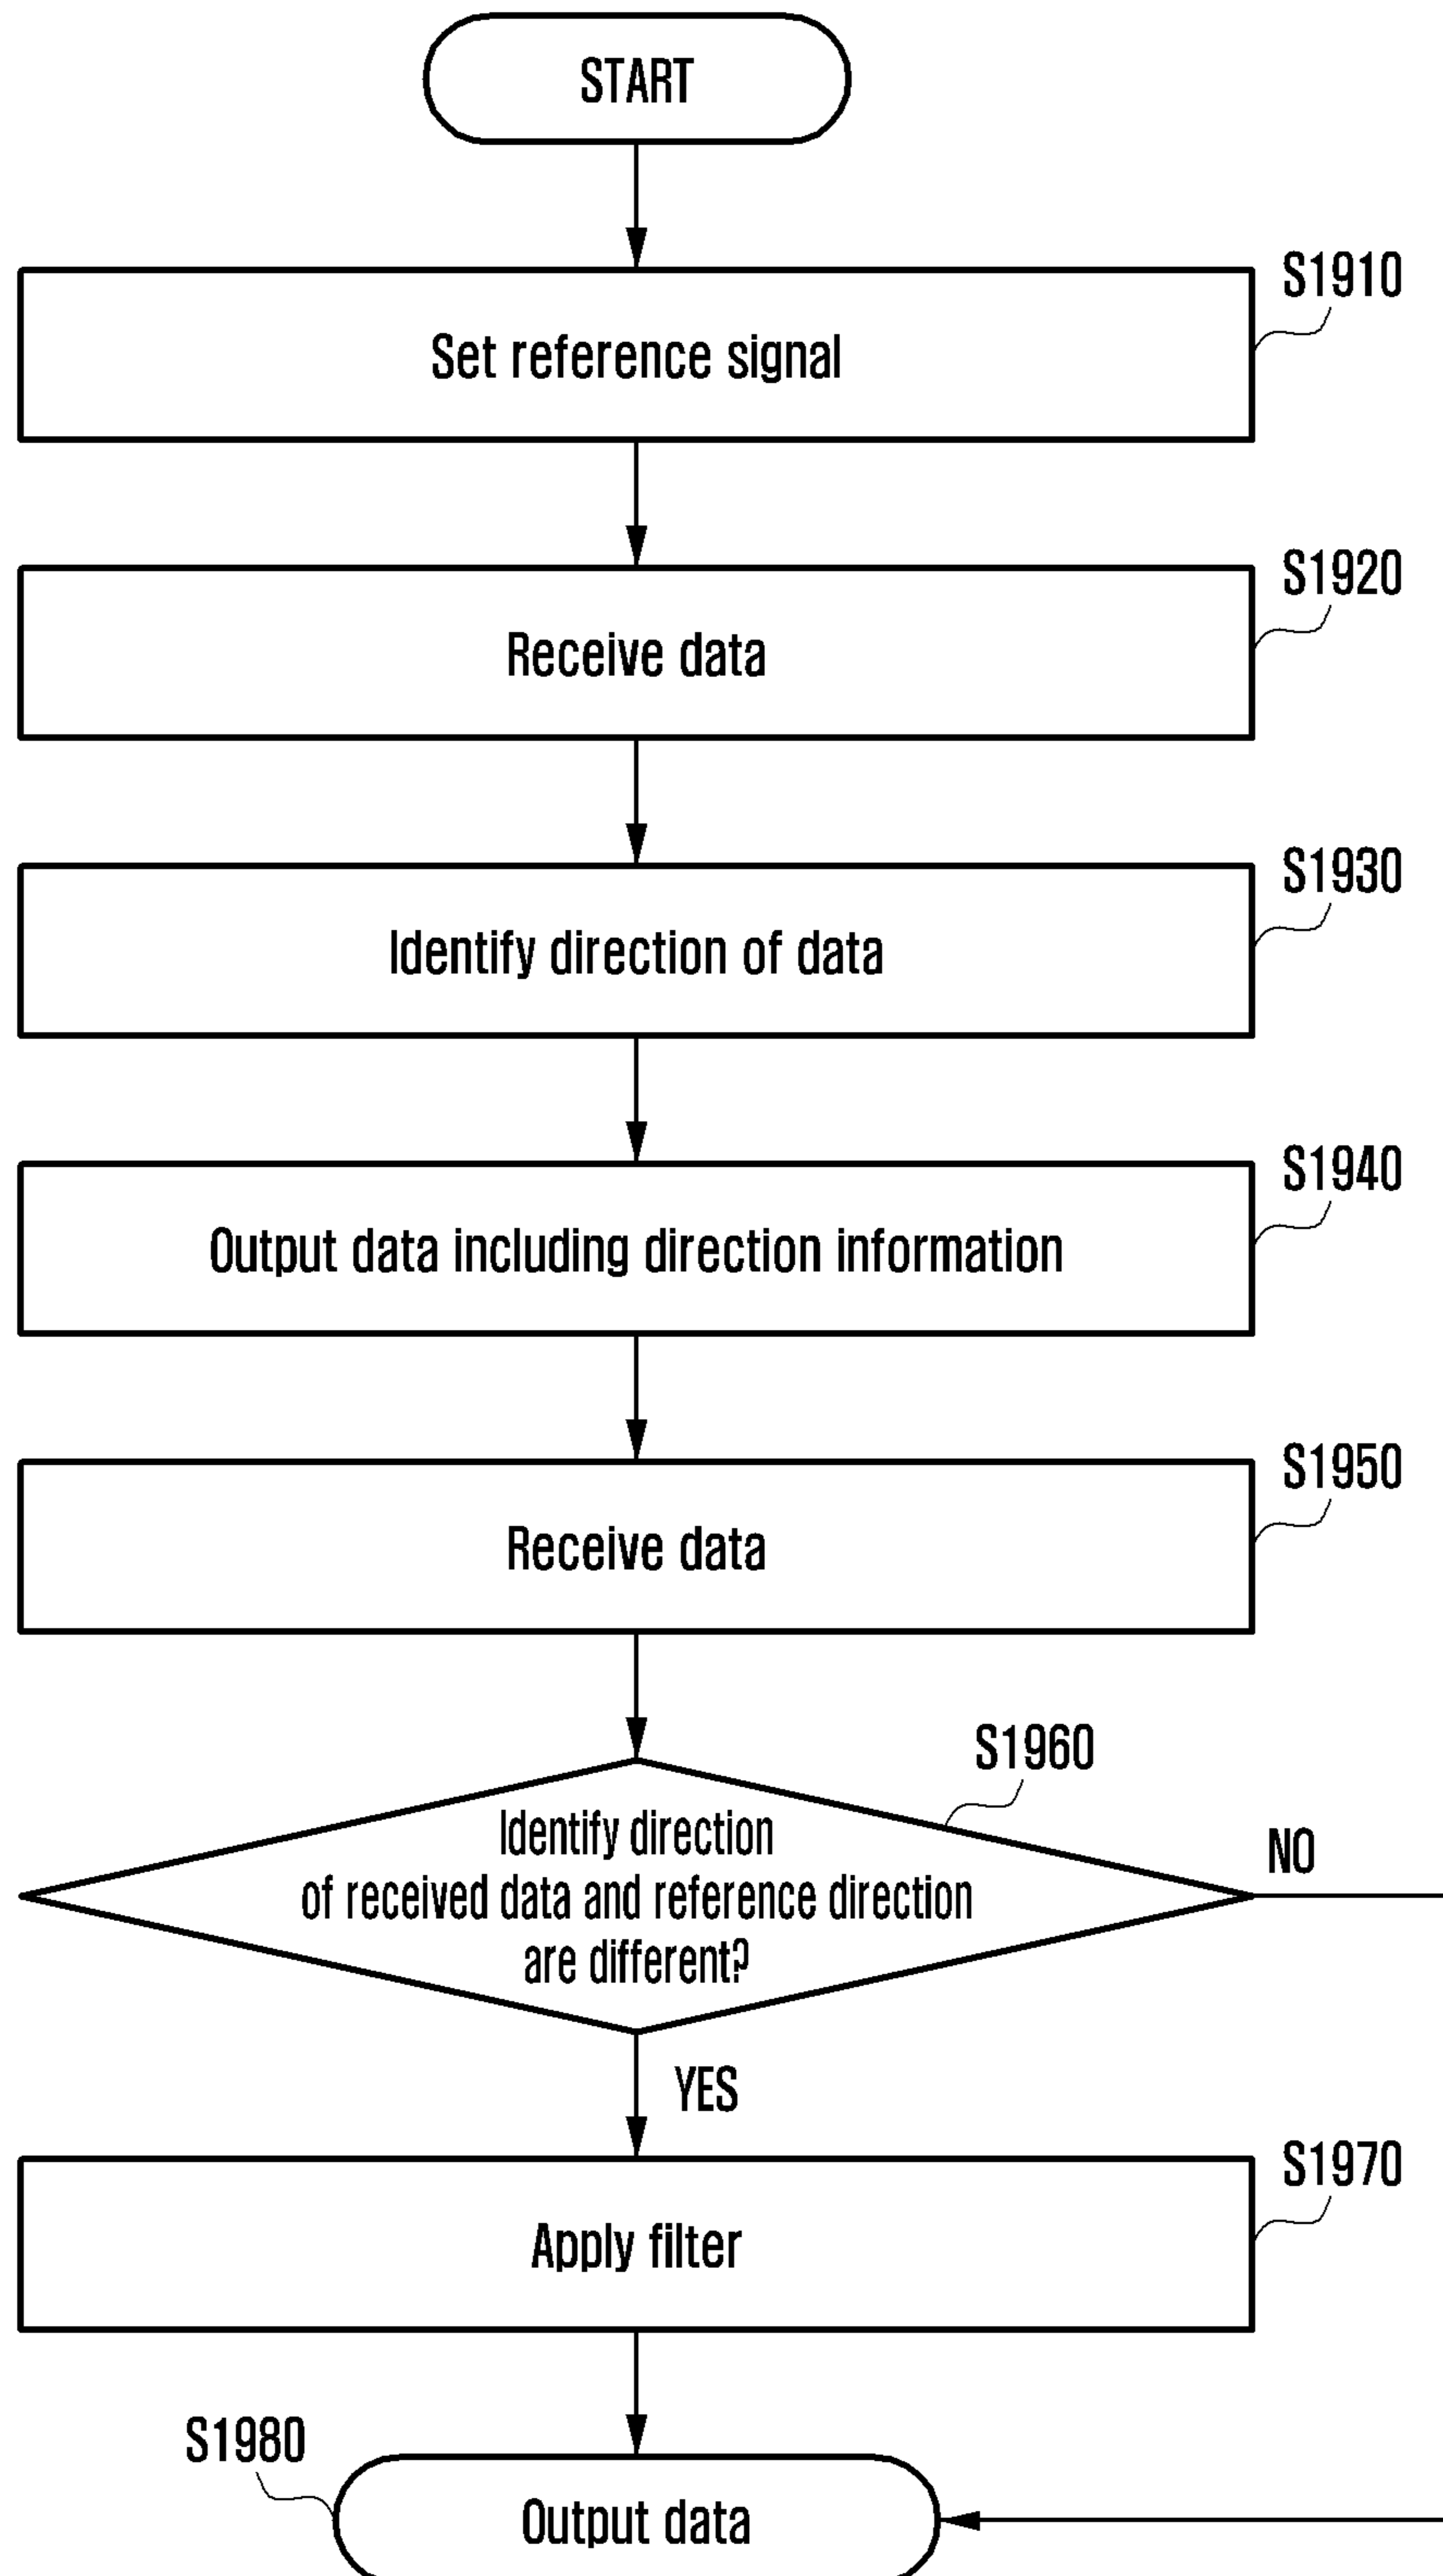 START
S1910
Set reference signal
S1920
Receive data
S1930
Identify direction of data
S1940
Output data including direction information
S1950
Receive data
S1960
Identify direction
of received data and reference direction
are different?
NO
YES
S1970
Apply filter
S1980
Output data